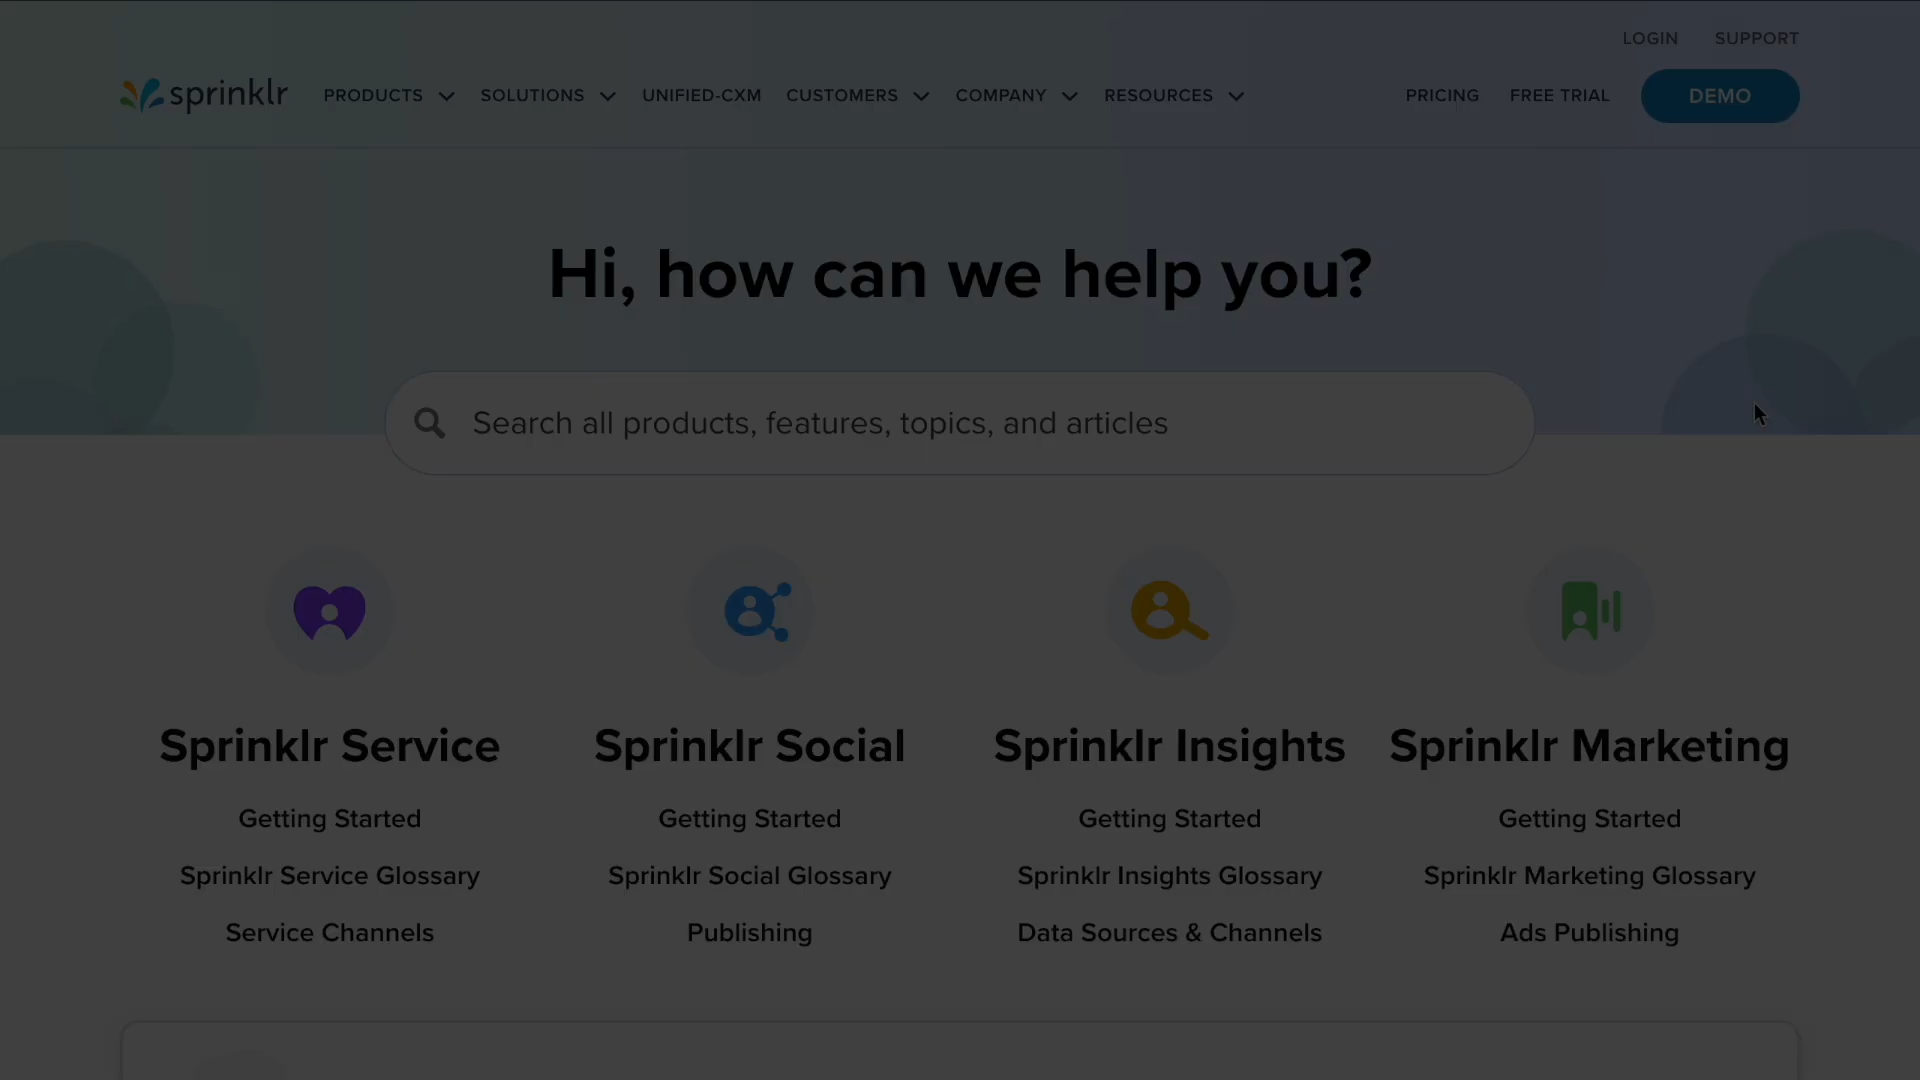 LOGIN SUPPORT
sprinklr PRODUCTS SOLUTIONS UNIFIED-CXM CUSTOMERS COMPANY RESOURCES PRICING FREE TRIAL DEMO
Hi, how can we help you?
Search all products, features, topics, and articles
Sprinklr Service Sprinklr Social Sprinklr Insights Sprinklr Marketing
Getting Started Getting Started Getting Started Getting Started
Sprinklr Service Glossary Sprinklr Social Glossary Sprinklr Insights Glossary Sprinklr Marketing Glossary
Service Channels Publishing Data Sources & Channels Ads Publishing